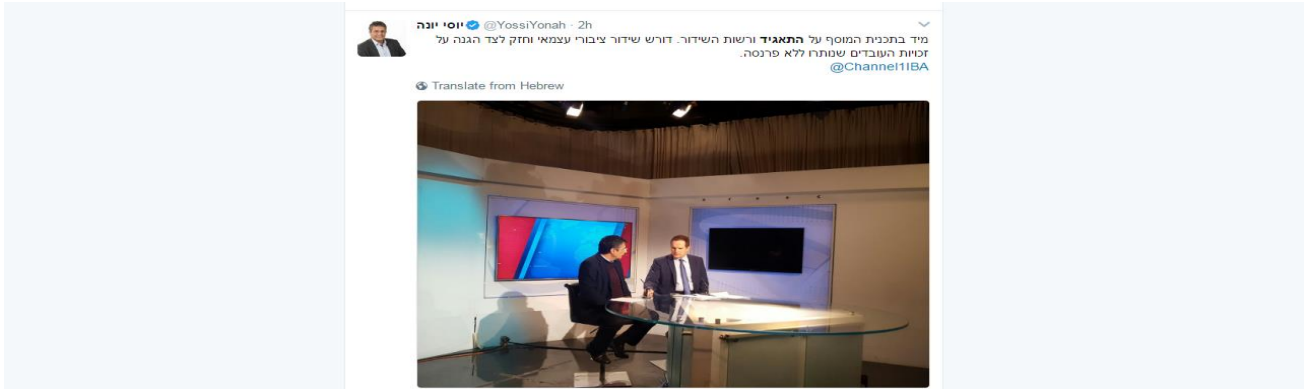 יוסי יונה @YossiYonah · 2h
מיד בתכנית המוסף על התאגיד ורשות השידור. דורש שידור ציבורי עצמאי וחזק לצד הגנה על
זכויות העובדים שנותרו ללא פרנסה.
@Channel1IBA
Translate from Hebrew